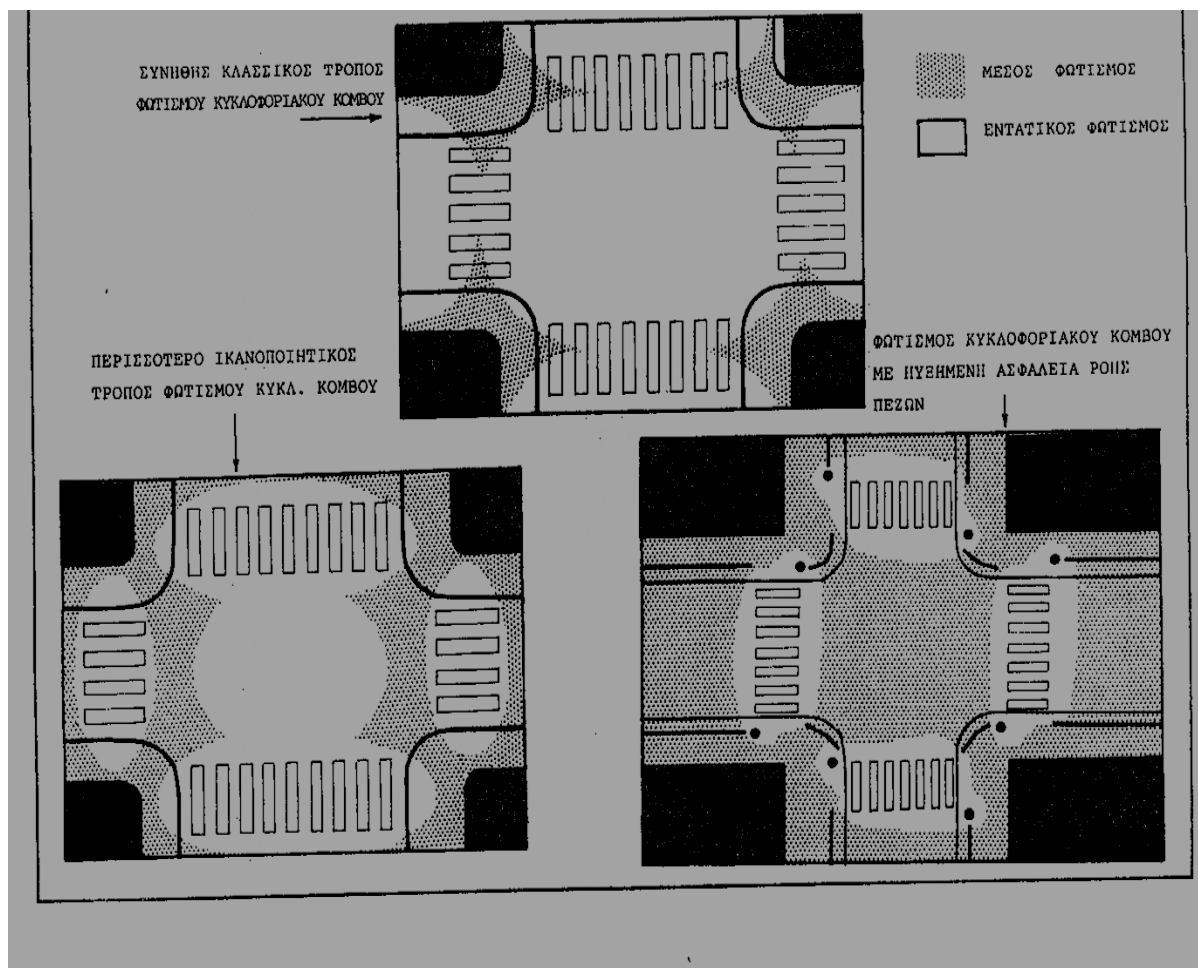 ΣΥΝΗΘΗΣ ΚΛΑΣΣΙΚΟΣ ΤΡΟΠΟΣ
ΦΩΤΙΣΜΟΥ ΚΥΚΛΟΦΟΡΙΑΚΟΥ ΚΟΜΒΟΥ
ΜΕΣΟΣ ΦΩΤΙΣΜΟΣ
ΕΝΤΑΤΙΚΟΣ ΦΩΤΙΣΜΟΣ
ΠΕΡΙΣΣΟΤΕΡΟ ΙΚΑΝΟΠΟΙΗΤΙΚΟΣ
ΤΡΟΠΟΣ ΦΩΤΙΣΜΟΥ ΚΥΚΛ. ΚΟΜΒΟΥ
ΦΩΤΙΣΜΟΣ ΚΥΚΛΟΦΟΡΙΑΚΟΥ ΚΟΜΒΟΥ
ΜΕ ΗΥΞΗΜΕΝΗ ΑΣΦΑΛΕΙΑ ΡΟΗΣ
ΠΕΖΩΝ